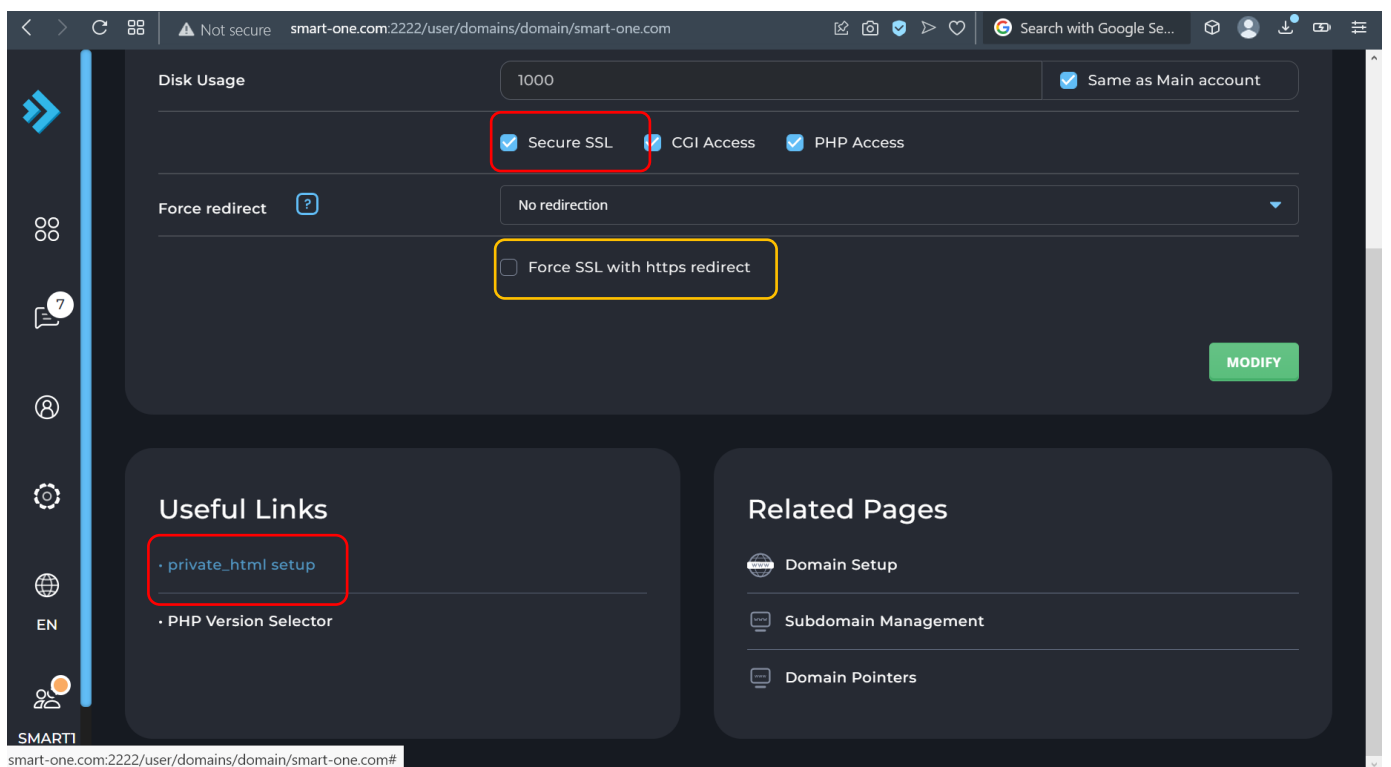 Not secure smart-one.com:2222/user/domains/domain/smart-one.com Search with Google Se...
Disk Usage 1000 Same as Main account
Secure SSL CGI Access PHP Access
Force redirect ? No redirection
Force SSL with https redirect
7
MODIFY
Useful Links
• private_html setup
• PHP Version Selector
Related Pages
www Domain Setup
www Subdomain Management
www Domain Pointers
EN
SMART1
smart-one.com:2222/user/domains/domain/smart-one.com#